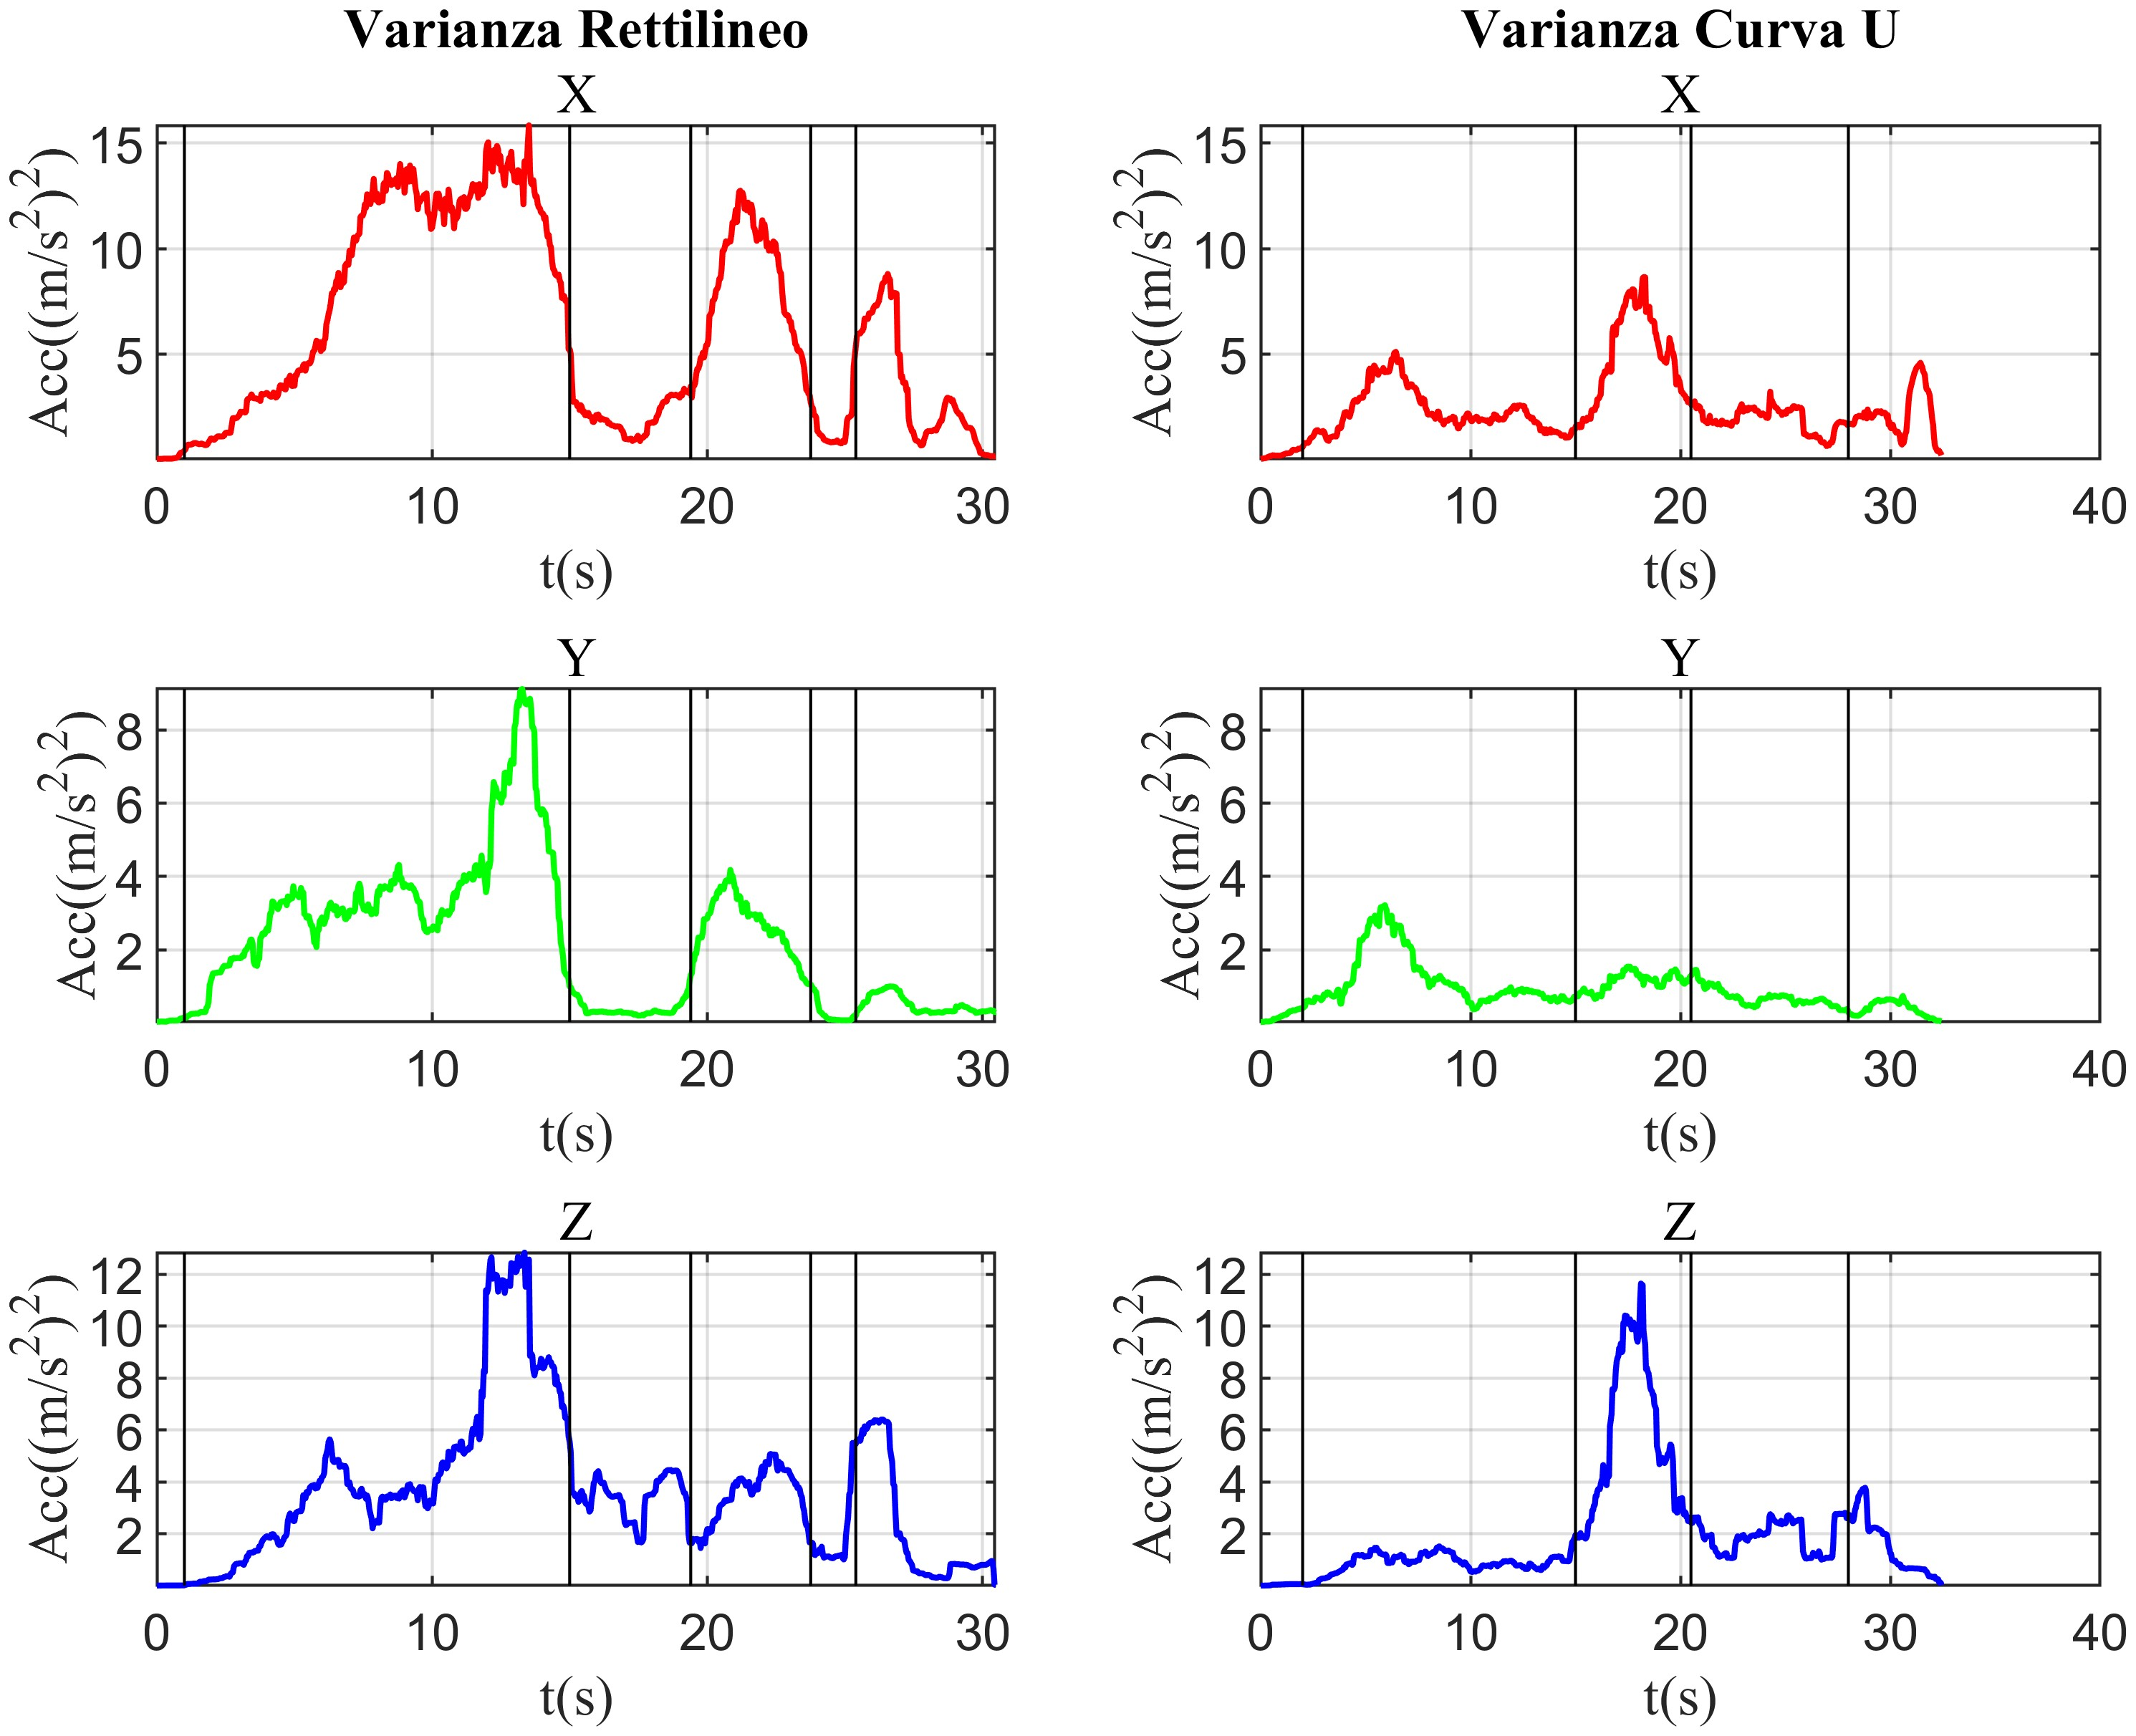 Varianza Rettilineo
X
Acc((m/s²)²)
15
10
5
0 10 20 30
t(s)
Varianza Curva U
X
Acc((m/s²)²)
15
10
5
0 10 20 30 40
t(s)
Y
Acc((m/s²)²)
8
6
4
2
0 10 20 30
t(s)
Y
Acc((m/s²)²)
8
6
4
2
0 10 20 30 40
t(s)
Z
Acc((m/s²)²)
12
10
8
6
4
2
0 10 20 30
t(s)
Z
Acc((m/s²)²)
12
10
8
6
4
2
0 10 20 30 40
t(s)